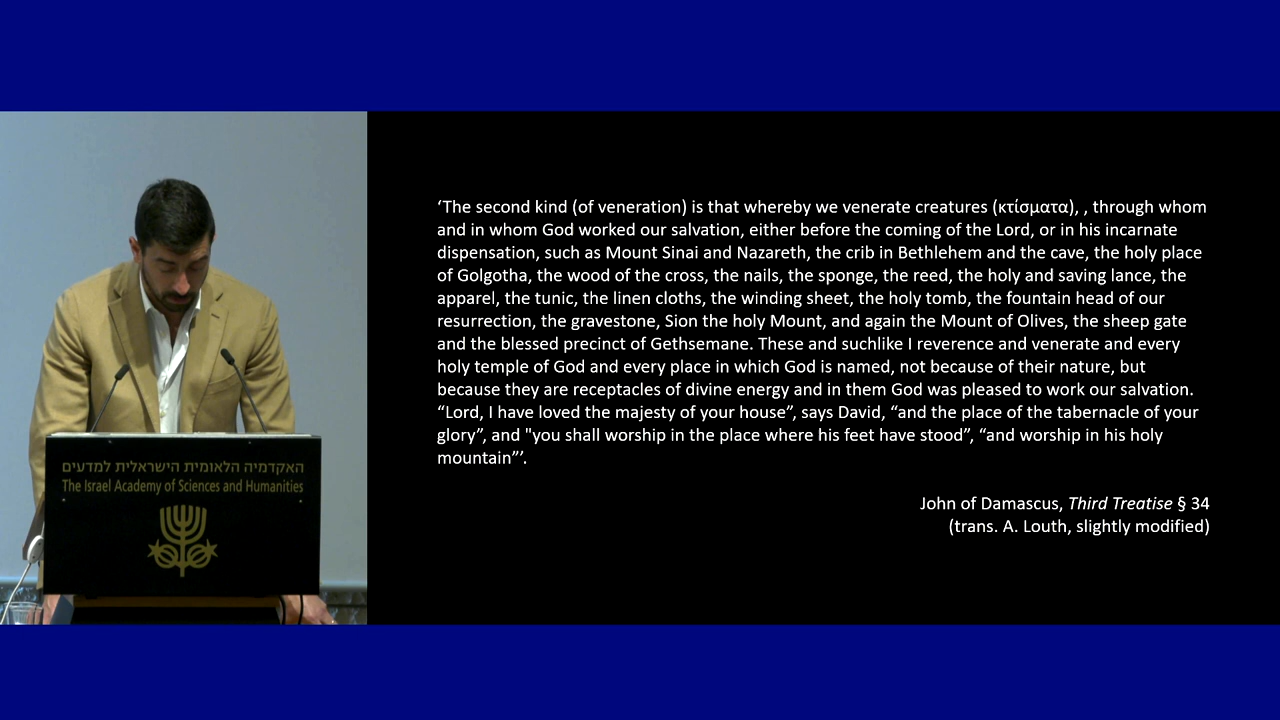 האקדמיה הלאומית הישראלית למדעים
The Israel Academy of Sciences and Humanities
‘The second kind (of veneration) is that whereby we venerate creatures (κτίσματα), , through whom
and in whom God worked our salvation, either before the coming of the Lord, or in his incarnate
dispensation, such as Mount Sinai and Nazareth, the crib in Bethlehem and the cave, the holy place
of Golgotha, the wood of the cross, the nails, the sponge, the reed, the holy and saving lance, the
apparel, the tunic, the linen cloths, the winding sheet, the holy tomb, the fountain head of our
resurrection, the gravestone, Sion the holy Mount, and again the Mount of Olives, the sheep gate
and the blessed precinct of Gethsemane. These and suchlike I reverence and venerate and every
holy temple of God and every place in which God is named, not because of their nature, but
because they are receptacles of divine energy and in them God was pleased to work our salvation.
“Lord, I have loved the majesty of your house”, says David, “and the place of the tabernacle of your
glory”, and "you shall worship in the place where his feet have stood”, “and worship in his holy
mountain”’.
John of Damascus, Third Treatise § 34
(trans. A. Louth, slightly modified)